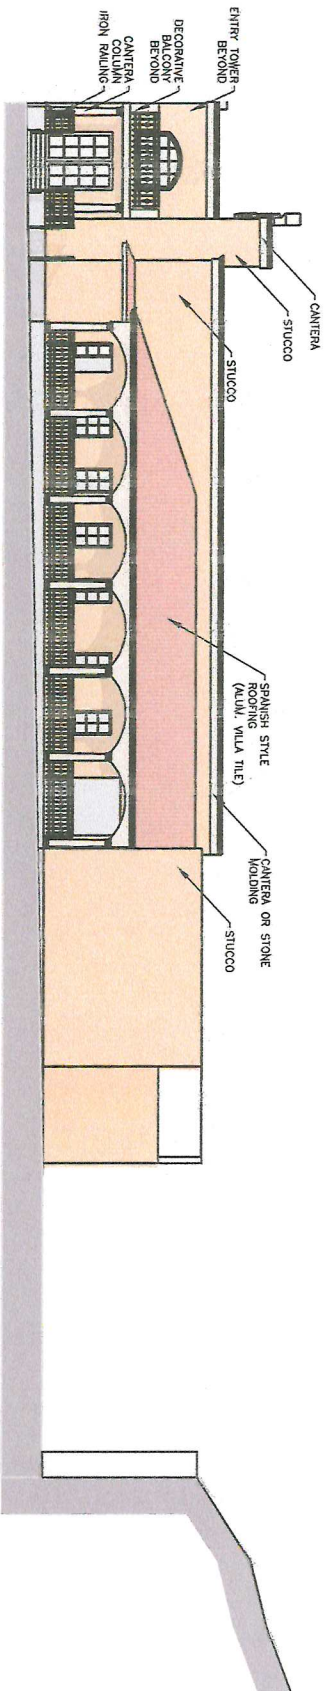 ENTRY TOWER
BEYOND
DECORATIVE
BALCONY
BEYOND
CANTERA
COLUMN
IRON RAILING
CANTERA
STUCCO
STUCCO
SPANISH STYLE
ROOFING
(ALUM. VILLA TILE)
CANTERA OR STONE
MOLDING
STUCCO